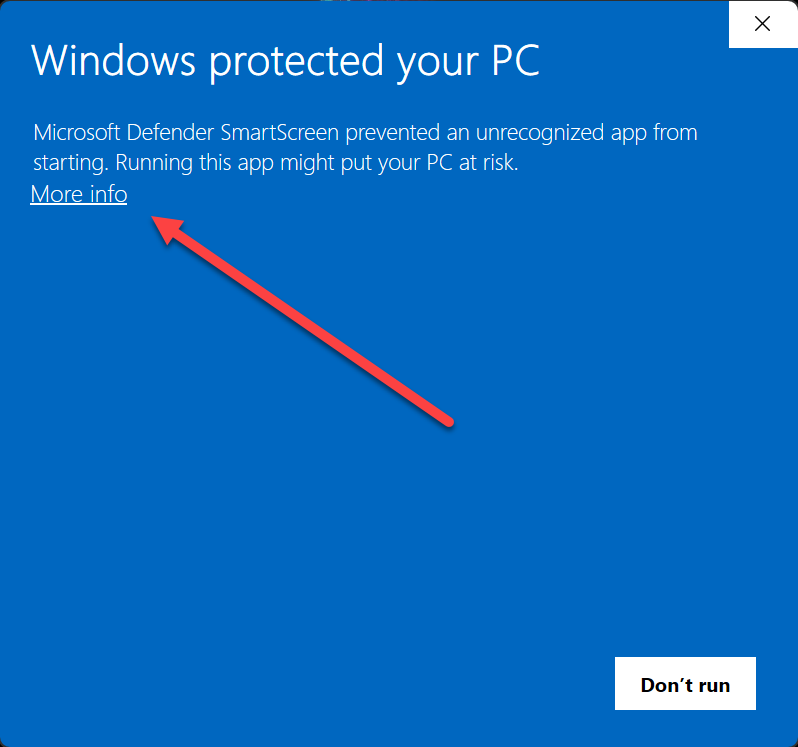 Windows protected your PC
Microsoft Defender SmartScreen prevented an unrecognized app from
starting. Running this app might put your PC at risk.
More info
Don’t run